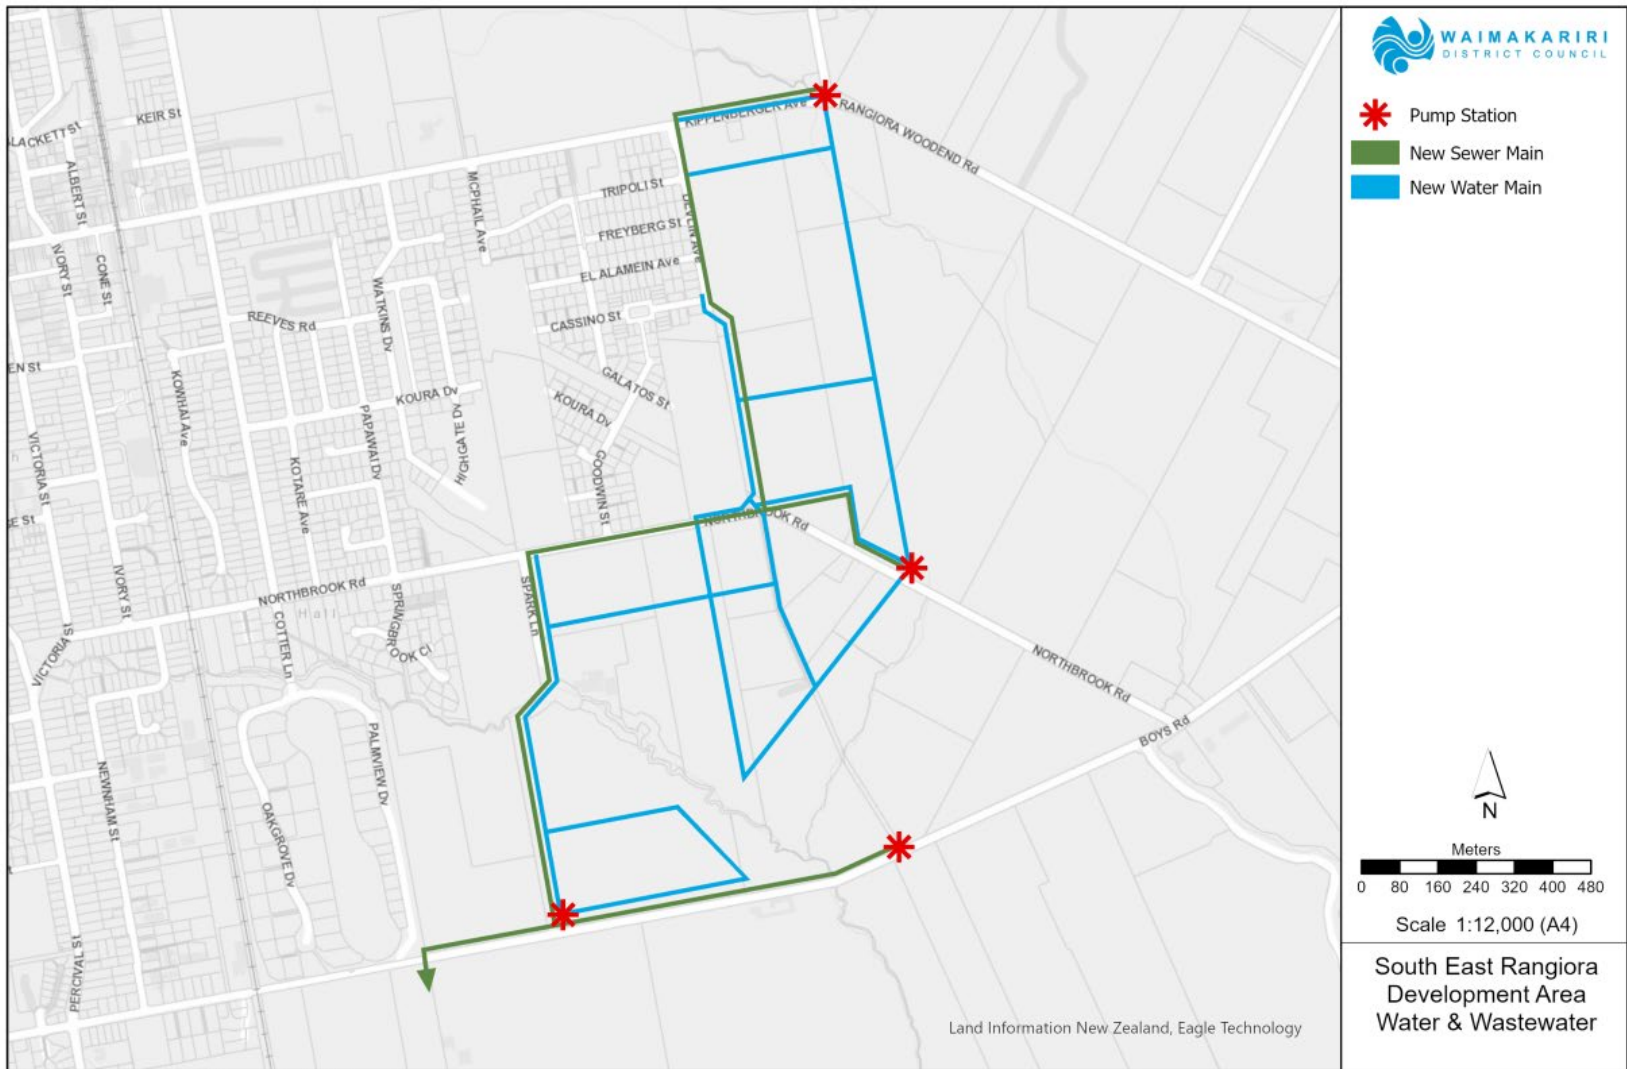 WAIMAKARIRI
DISTRICT COUNCIL
Pump Station
New Sewer Main
New Water Main
KEIR St
ALBERT St
IVORY St
CONE St
MCPHAIL Ave
KIPPENBERGER Ave
RANGIORA WOODEND Rd
TRIPOLI St
DEVLIN AVE
FREYBERG St
EL ALAMEIN Ave
CASSINO St
WATKINS Dv
REEVES Rd
KOWHAI Ave
KOURA Dv
HIGHGATE Dv
PAPAWAI Dv
GALATOS St
KOURA Dv
GOODWIN St
VICTORIA St
KOTARE Ave
NORTHBROOK Rd
IVORY St
NORTHBROOK Rd
Hall
SPRINGBROOK Cl
COTTER Ln
SPARK Ln
VICTORIA St
NORTHBROOK Rd
BOYS Rd
PALMVIEW Dv
OAKGROVE Dv
NEWNHAM St
PERCIVAL St
N
Meters
0 80 160 240 320 400 480
Scale 1:12,000 (A4)
South East Rangiora
Development Area
Water & Wastewater
Land Information New Zealand, Eagle Technology